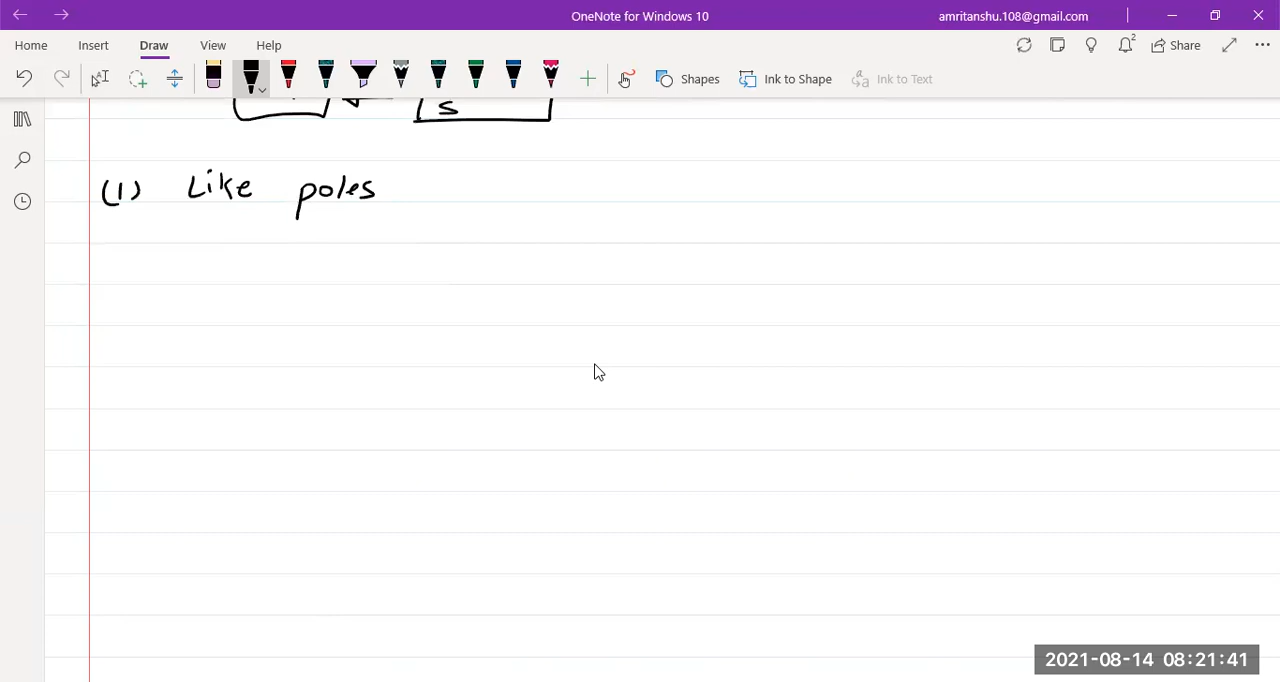 OneNote for Windows 10
amritanshu.108@gmail.com
Home Insert Draw View Help
2
Share
Shapes Ink to Shape Ink to Text
S
(1) Like poles
2021-08-14 08:21:41